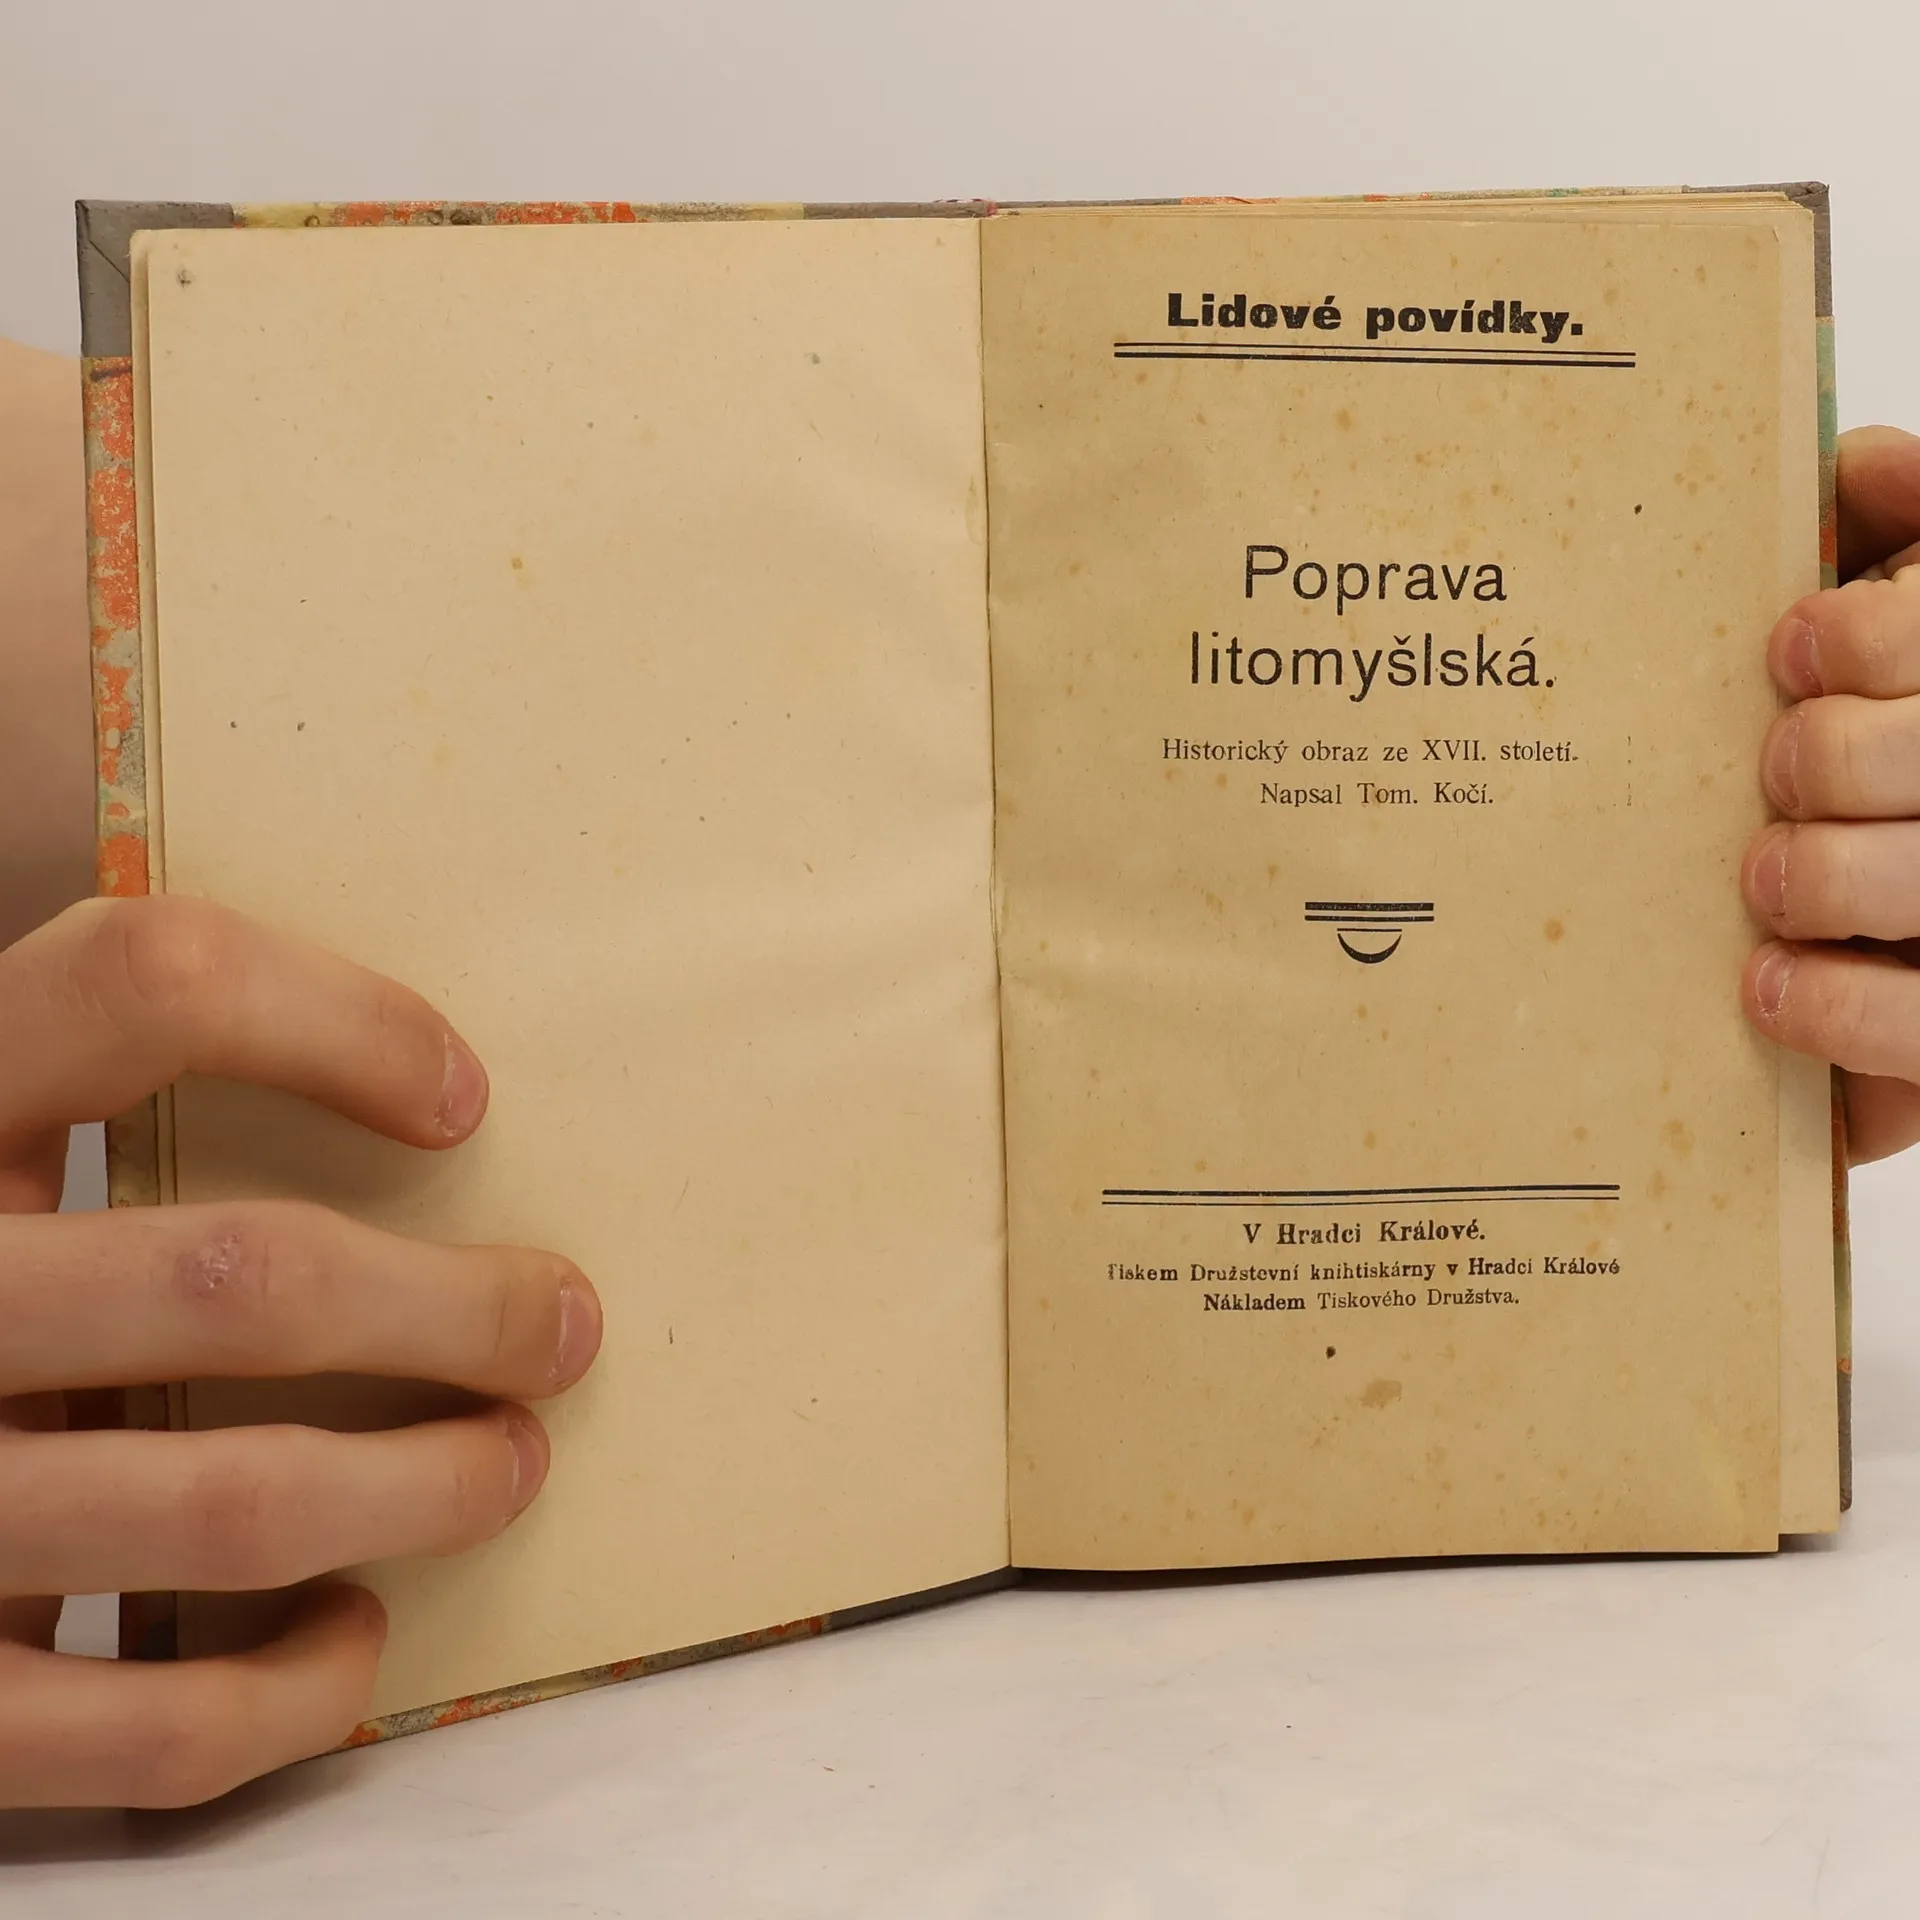 Lidové povídky.
Poprava
litomyšlská.
Historický obraz ze XVII. století.
Napsal Tom. Kočí.
V Hradci Králové.
Tiskem Družstevní knihtiskárny v Hradci Králové
Nákladem Tiskového Družstva.